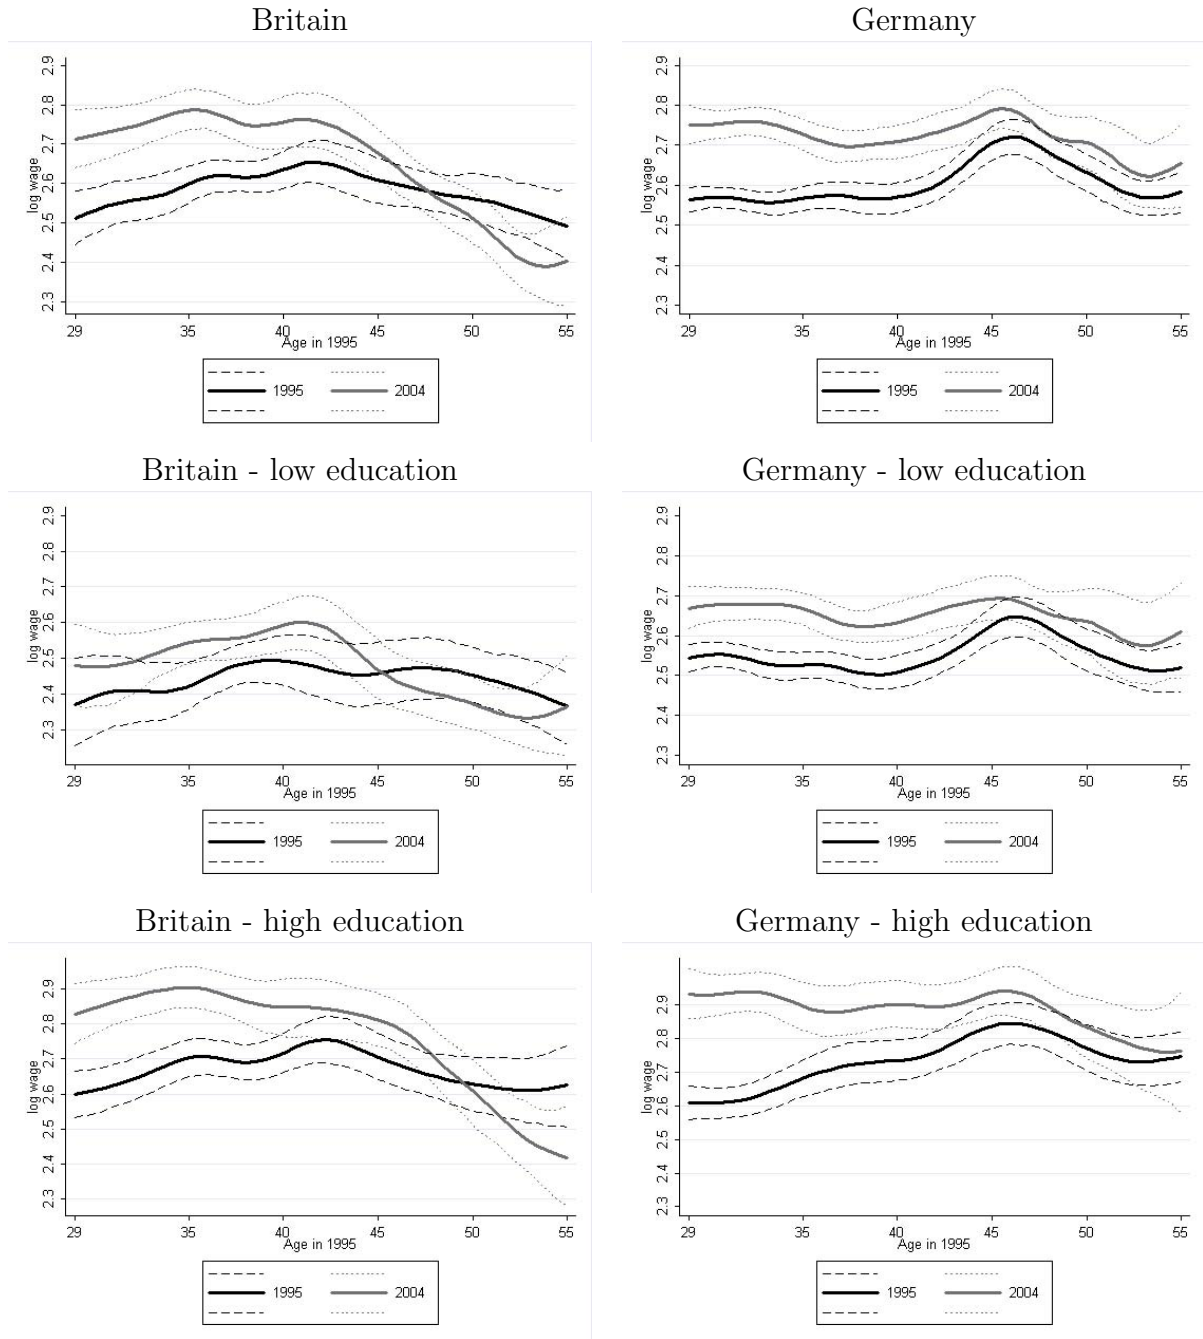 Britain
Germany
2.9
2.8
2.7
2.6
2.5
2.4
2.3
log wage
29 35 40 45 50 55
Age in 1995
1995 2004
2.9
2.8
2.7
2.6
2.5
2.4
2.3
log wage
29 35 40 45 50 55
Age in 1995
1995 2004
Britain - low education
Germany - low education
2.9
2.8
2.7
2.6
2.5
2.4
2.3
log wage
29 35 40 45 50 55
Age in 1995
1995 2004
2.9
2.8
2.7
2.6
2.5
2.4
2.3
log wage
29 35 40 45 50 55
Age in 1995
1995 2004
Britain - high education
Germany - high education
2.9
2.8
2.7
2.6
2.5
2.4
2.3
log wage
29 35 40 45 50 55
Age in 1995
1995 2004
2.9
2.8
2.7
2.6
2.5
2.4
2.3
log wage
29 35 40 45 50 55
Age in 1995
1995 2004